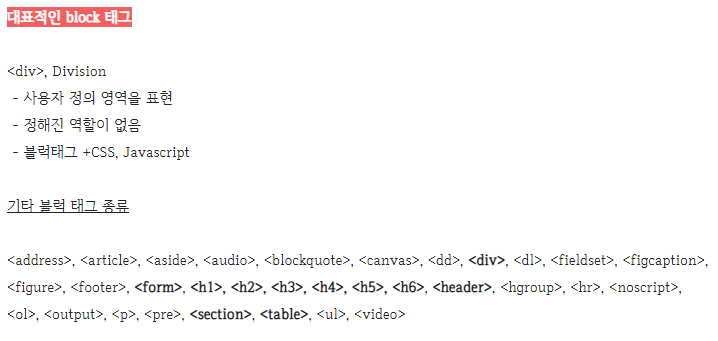 대표적인 block 태그
<div>, Division
- 사용자 정의 영역을 표현
- 정해진 역할이 없음
- 블럭태그 +CSS, Javascript
기타 블럭 태그 종류
<address>, <article>, <aside>, <audio>, <blockquote>, <canvas>, <dd>, <div>, <dl>, <fieldset>, <figcaption>,
<figure>, <footer>, <form>, <h1>, <h2>, <h3>, <h4>, <h5>, <h6>, <header>, <hgroup>, <hr>, <noscript>,
<ol>, <output>, <p>, <pre>, <section>, <table>, <ul>, <video>